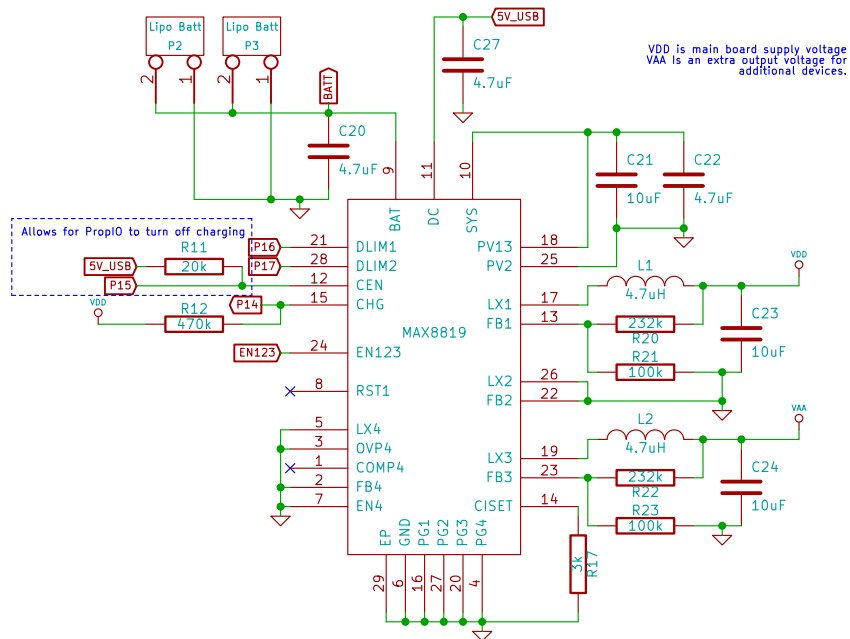 Lipo Batt
P2
2
1
Lipo Batt
P3
2
1
BATT
5V_USB
C27
4.7uF
VDD is main board supply voltage
VAA Is an extra output voltage for
additional devices.
C20
4.7uF
9
11
10
C21
10uF
C22
4.7uF
BAT
DC
SYS
Allows for PropIO to turn off charging
R11
20k
5V_USB
P15
P16
P17
P14
VDD
R12
470k
EN123
21
28
12
15
24
8
5
3
1
2
7
DLIM1
DLIM2
CEN
CHG
EN123
RST1
LX4
OVP4
COMP4
FB4
EN4
MAX8819
PV13
PV2
LX1
FB1
LX2
FB2
LX3
FB3
CISET
18
25
17
13
26
22
19
23
14
L1
4.7uH
VDD
232k
R20
R21
100k
C23
10uF
L2
4.7uH
VAA
232k
R22
R23
100k
C24
10uF
3k
R17
EP
GND
PG1
PG2
PG3
PG4
29
6
16
27
20
4